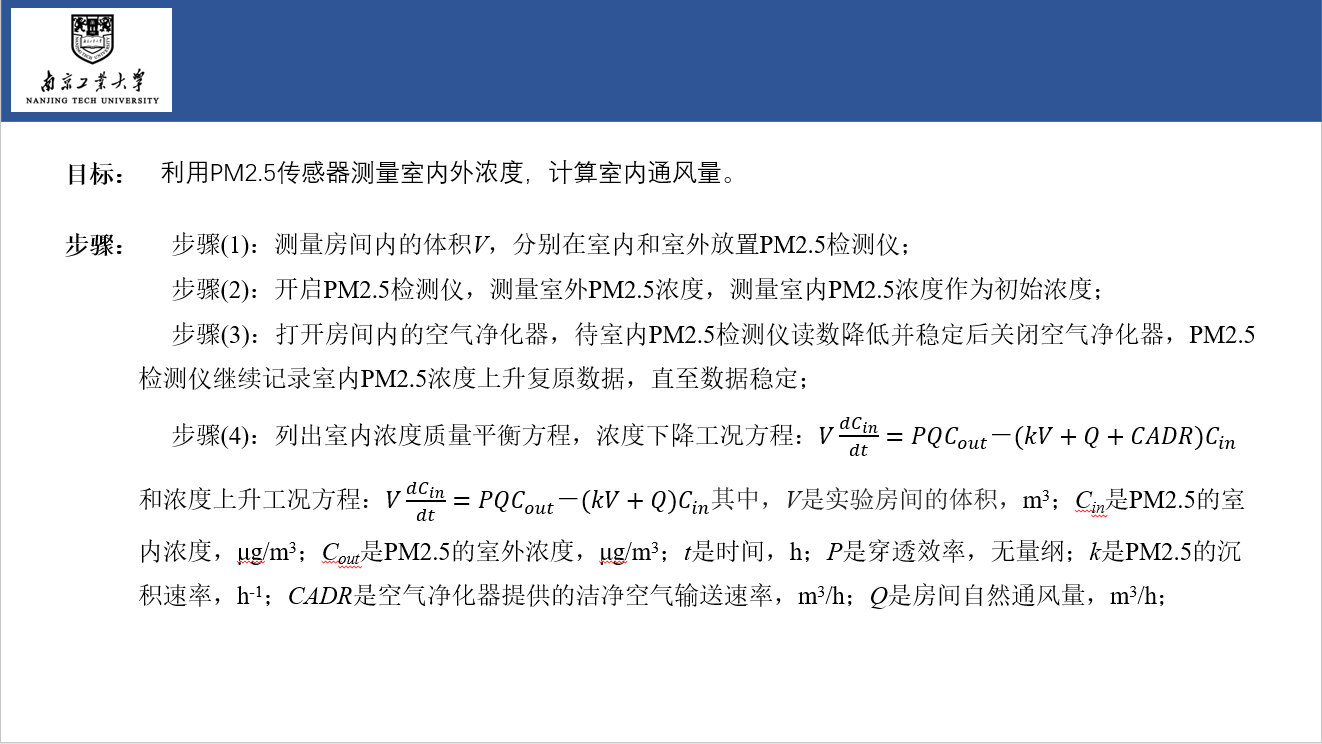 南京工业大学
NANJING TECH UNIVERSITY
目标： 利用PM2.5传感器测量室内外浓度，计算室内通风量。
步骤： 步骤(1)：测量房间内的体积V，分别在室内和室外放置PM2.5检测仪；
步骤(2)：开启PM2.5检测仪，测量室外PM2.5浓度，测量室内PM2.5浓度作为初始浓度；
步骤(3)：打开房间内的空气净化器，待室内PM2.5检测仪读数降低并稳定后关闭空气净化器，PM2.5
检测仪继续记录室内PM2.5浓度上升复原数据，直至数据稳定；
步骤(4)：列出室内浓度质量平衡方程，浓度下降工况方程：V dC_in/dt = PQC_out－(kV + Q + CADR)C_in
和浓度上升工况方程：V dC_in/dt = PQC_out－(kV + Q)C_in其中，V是实验房间的体积，m³；C_in是PM2.5的室
内浓度，μg/m³；C_out是PM2.5的室外浓度，μg/m³；t是时间，h；P是穿透效率，无量纲；k是PM2.5的沉
积速率，h⁻¹；CADR是空气净化器提供的洁净空气输送速率，m³/h；Q是房间自然通风量，m³/h；